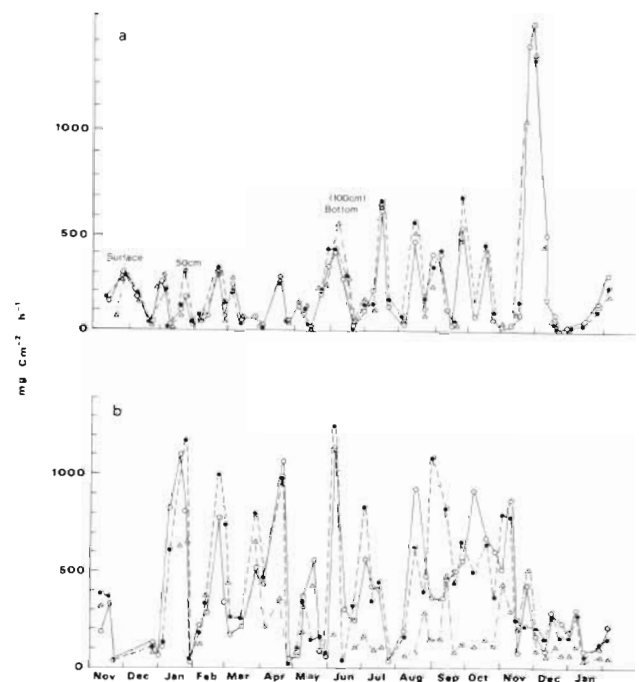 a
1000
500
0
Surface
50cm
(100cm)
Bottom
mg Cm⁻² h⁻¹
b
1000
500
0
Nov Dec Jan Feb Mar Apr May Jun Jul Aug Sep Oct Nov Dec Jan